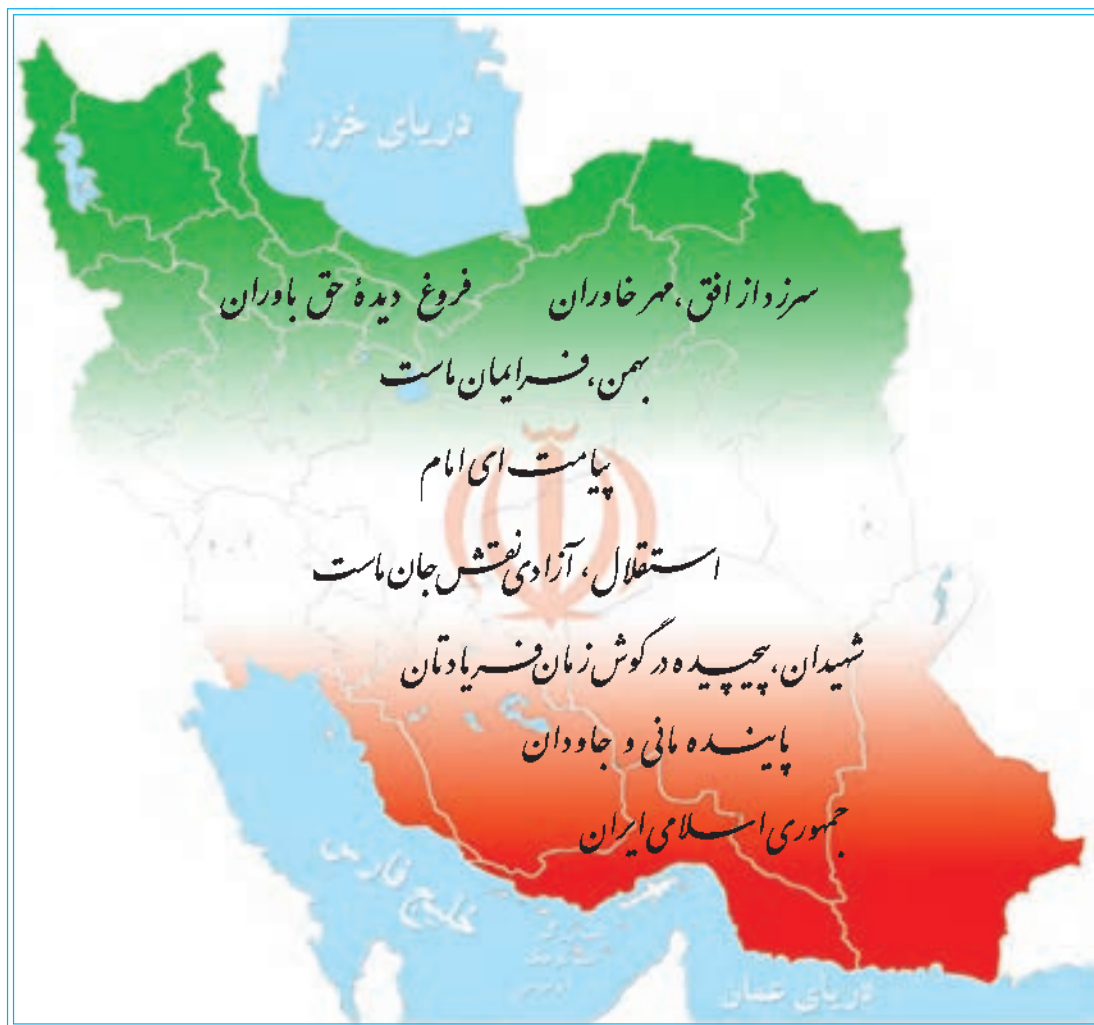 دریای خزر
سرزد از افق، مهر خاوران فروغ دیدهٔ حق باوران
بهمن، فر ایمان ماست
پیامت ای امام
استقلال، آزادی نقش جان ماست
شهیدان، پیچیده در گوش زمان فریادتان
پاینده مانی و جاودان
جمهوری اسلامی ایران
خلیج فارس
دریای عمان